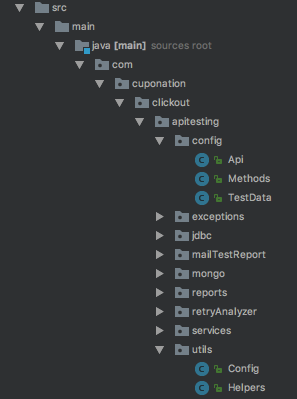 src
main
java [main] sources root
com
cuponation
clickout
apitesting
config
Api
Methods
TestData
exceptions
jdbc
mailTestReport
mongo
reports
retryAnalyzer
services
utils
Config
Helpers